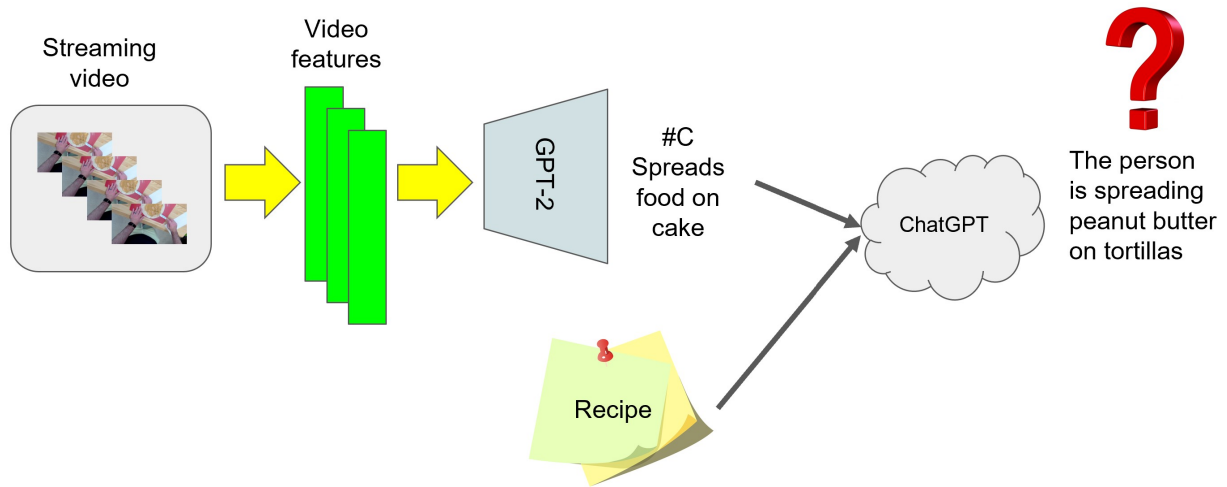 Streaming
video
Video
features
GPT-2
#C
Spreads
food on
cake
Recipe
ChatGPT
The person
is spreading
peanut butter
on tortillas